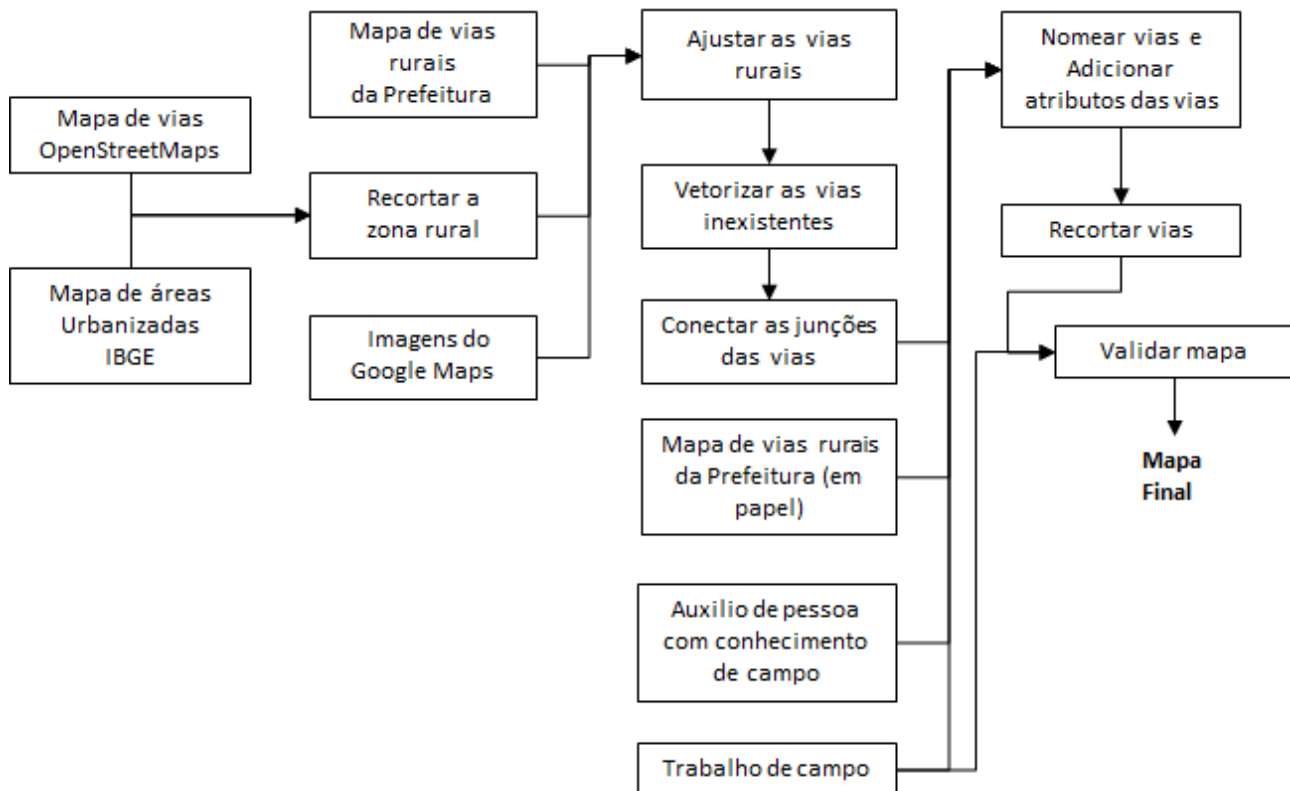 Mapa de vias
OpenStreetMaps
Mapa de áreas
Urbanizadas
IBGE
Mapa de vias
rurais
da Prefeitura
Recortar a
zona rural
Imagens do
Google Maps
Ajustar as vias
rurais
Vetorizar as vias
inexistentes
Conectar as junções
das vias
Mapa de vias rurais
da Prefeitura (em
papel)
Auxilio de pessoa
com conhecimento
de campo
Trabalho de campo
Nomear vias e
Adicionar
atributos das vias
Recortar vias
Validar mapa
Mapa
Final